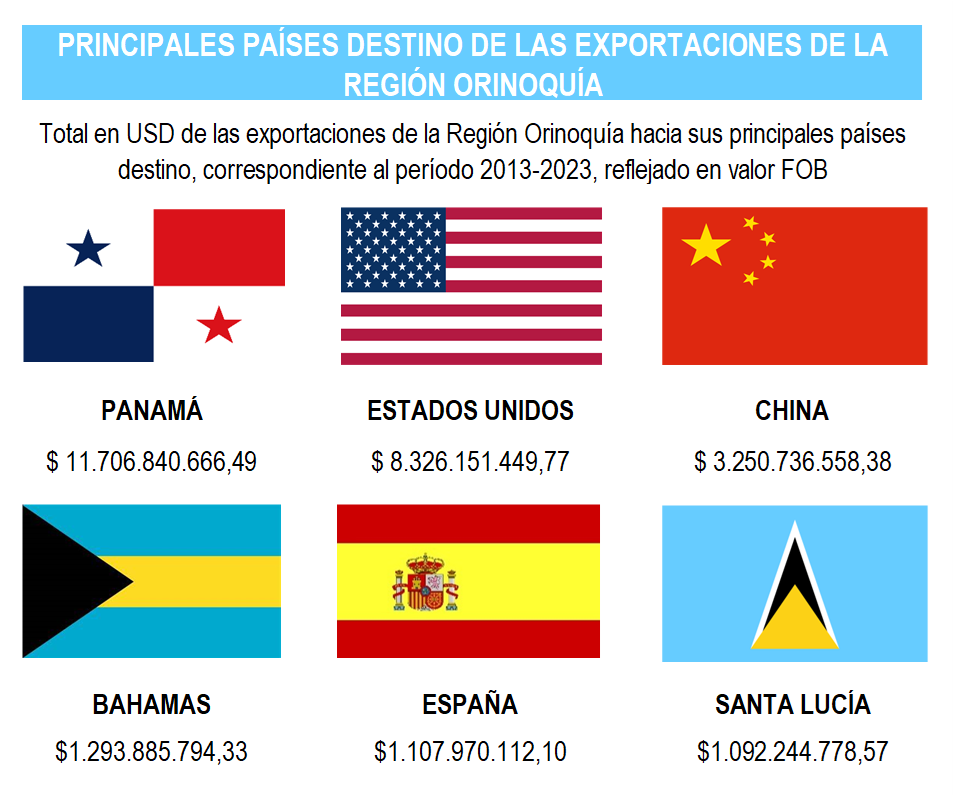 PRINCIPALES PAÍSES DESTINO DE LAS EXPORTACIONES DE LA
REGIÓN ORINOQUÍA
Total en USD de las exportaciones de la Región Orinoquía hacia sus principales países
destino, correspondiente al período 2013-2023, reflejado en valor FOB
PANAMÁ
ESTADOS UNIDOS
CHINA
$ 11.706.840.666,49
$ 8.326.151.449,77
$ 3.250.736.558,38
BAHAMAS
ESPAÑA
SANTA LUCÍA
$1.293.885.794,33
$1.107.970.112,10
$1.092.244.778,57